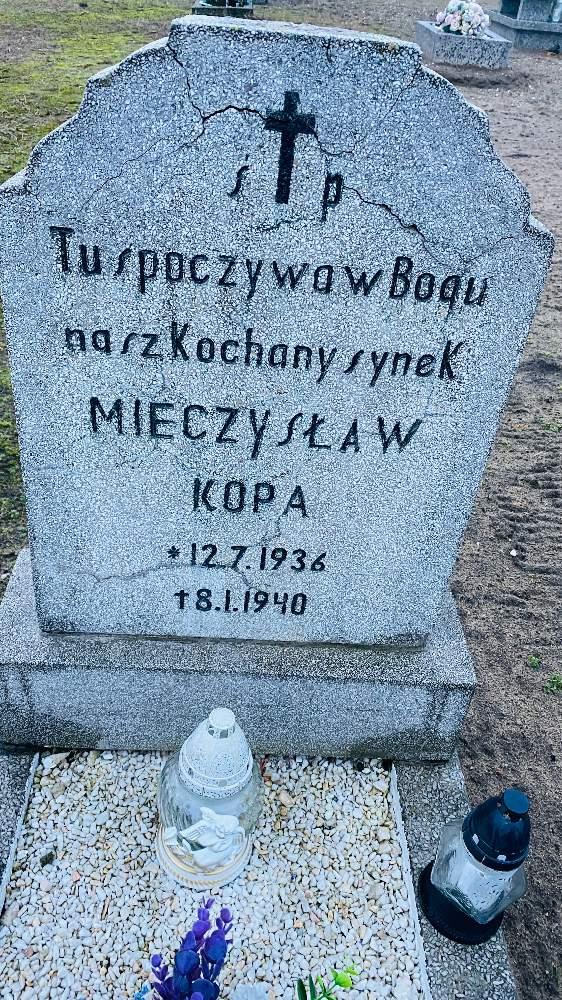 ś p
Tu spoczywa w Bogu
nasz Kochany synek
MIECZYSŁAW
KOPA
* 12.7.1936
✝ 8.1.1940